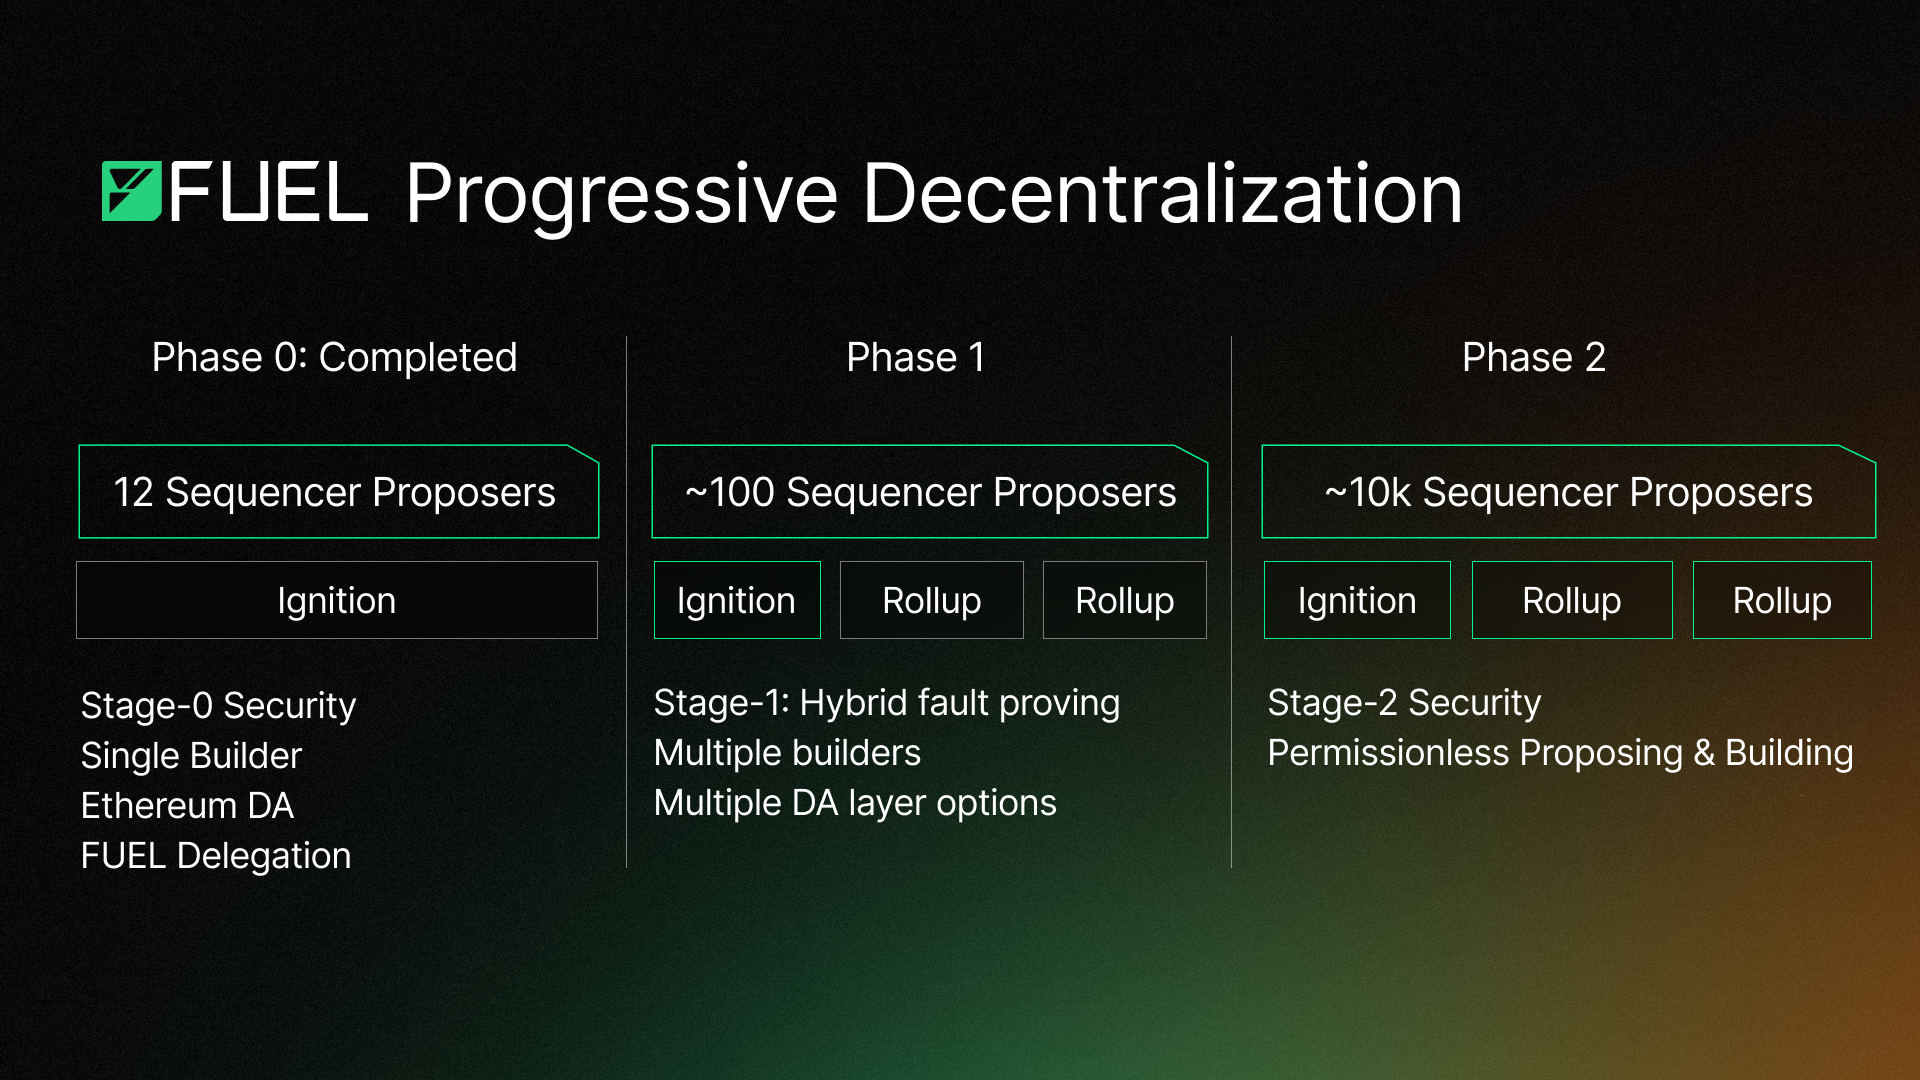 FUEL Progressive Decentralization
Phase 0: Completed
12 Sequencer Proposers
Ignition
Stage-0 Security
Single Builder
Ethereum DA
FUEL Delegation
Phase 1
~100 Sequencer Proposers
Ignition
Rollup
Rollup
Stage-1: Hybrid fault proving
Multiple builders
Multiple DA layer options
Phase 2
~10k Sequencer Proposers
Ignition
Rollup
Rollup
Stage-2 Security
Permissionless Proposing & Building